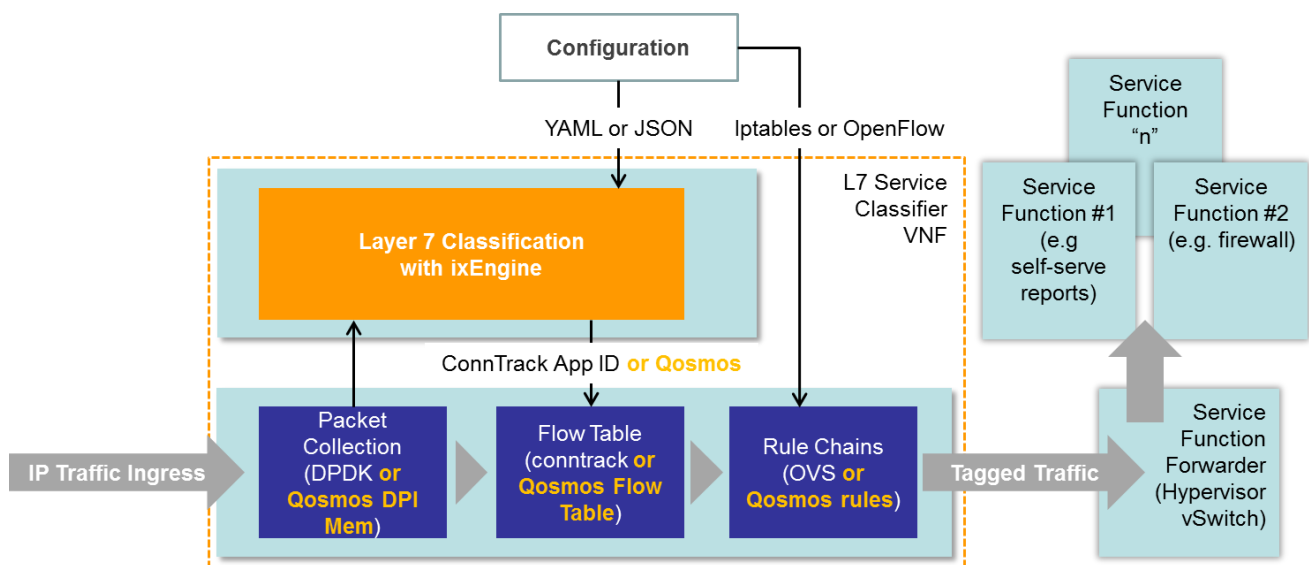 Configuration
YAML or JSON
Iptables or OpenFlow
L7 Service
Classifier
VNF
Layer 7 Classification
with ixEngine
ConnTrack App ID or Qosmos
IP Traffic Ingress
Packet
Collection
(DPDK or
Qosmos DPI
Mem)
Flow Table
(conntrack or
Qosmos Flow
Table)
Rule Chains
(OVS or
Qosmos rules)
Tagged Traffic
Service
Function
Forwarder
(Hypervisor
vSwitch)
Service
Function
“n”
Service
Function #1
(e.g
self-serve
reports)
Service
Function #2
(e.g. firewall)